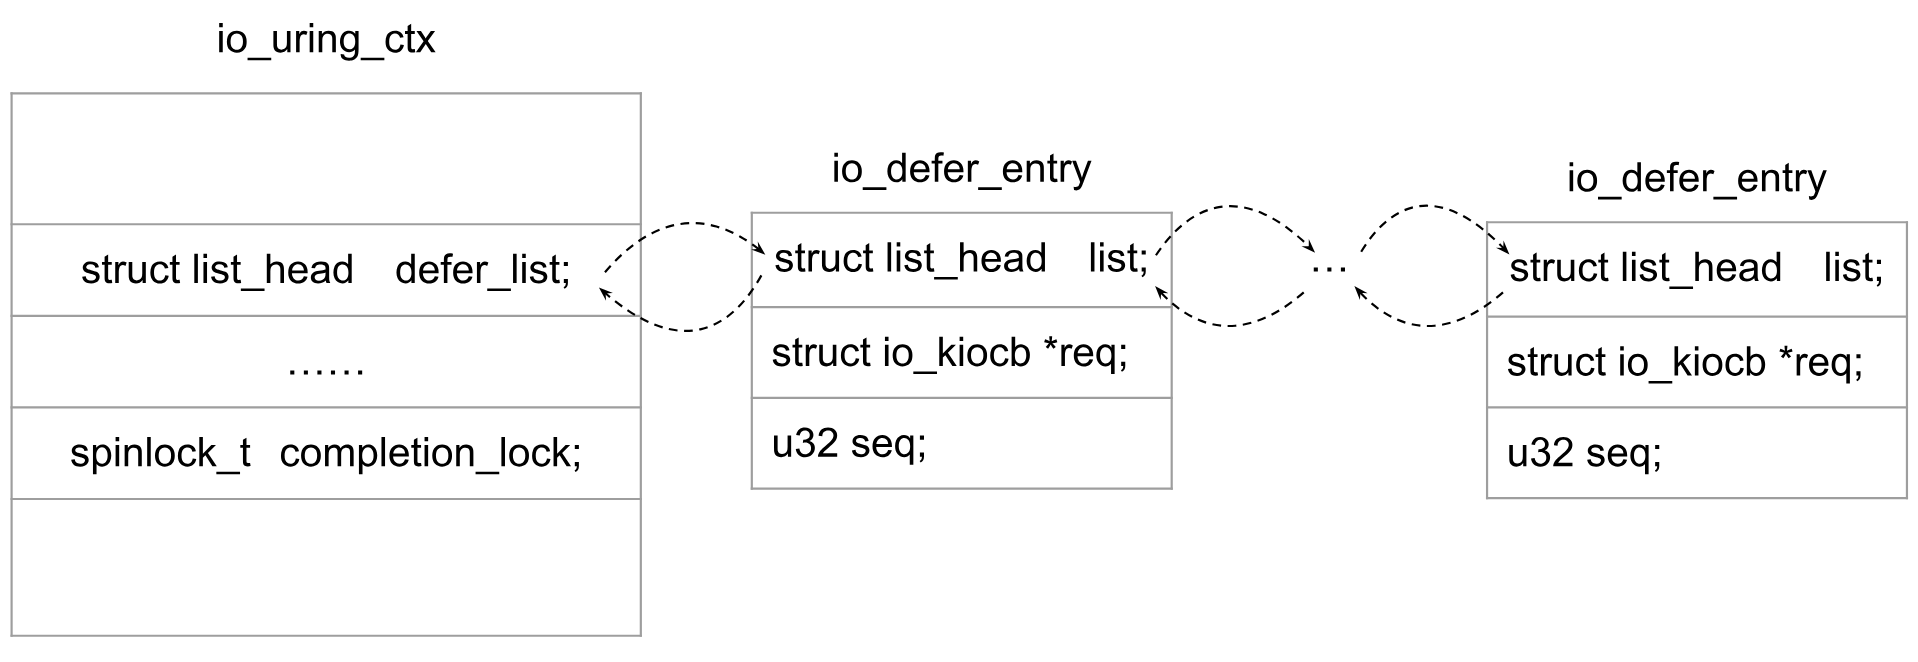 io_uring_ctx
struct list_head defer_list;
......
spinlock_t completion_lock;
io_defer_entry
struct list_head list;
struct io_kiocb *req;
u32 seq;
...
io_defer_entry
struct list_head list;
struct io_kiocb *req;
u32 seq;